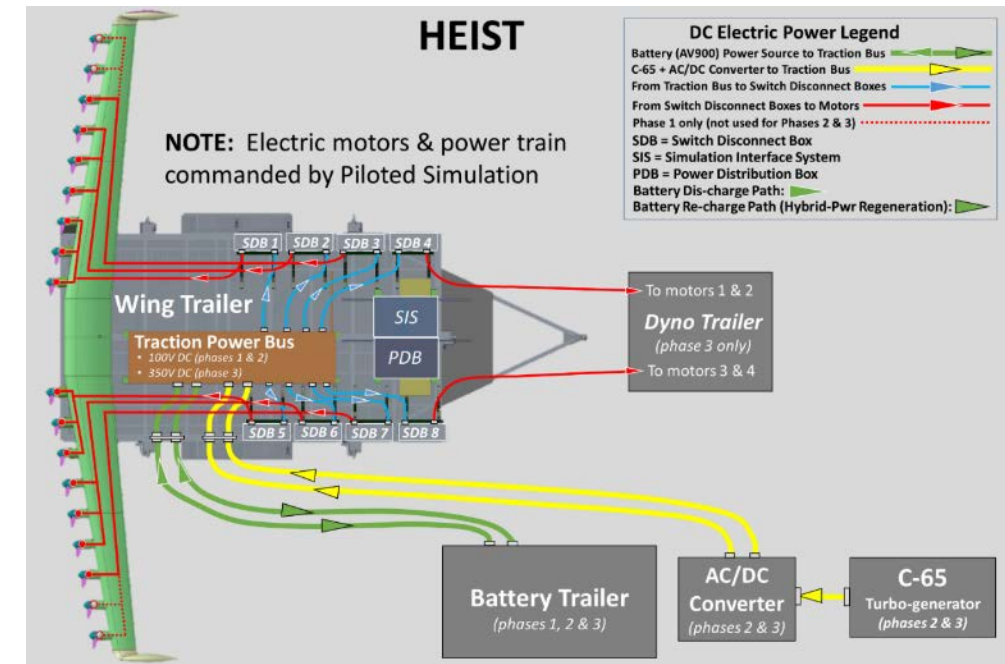 HEIST
DC Electric Power Legend
Battery (AV900) Power Source to Traction Bus
C-65 + AC/DC Converter to Traction Bus
From Traction Bus to Switch Disconnect Boxes
From Switch Disconnect Boxes to Motors
Phase 1 only (not used for Phases 2 & 3)
SDB = Switch Disconnect Box
SIS = Simulation Interface System
PDB = Power Distribution Box
Battery Dis-charge Path:
Battery Re-charge Path (Hybrid-Pwr Regeneration):
NOTE: Electric motors & power train
commanded by Piloted Simulation
SDB 1
SDB 2
SDB 3
SDB 4
Wing Trailer
SIS
PDB
Traction Power Bus
• 100V DC (phases 1 & 2)
• 350V DC (phase 3)
To motors 1 & 2
Dyno Trailer
(phase 3 only)
To motors 3 & 4
SDB 5
SDB 6
SDB 7
SDB 8
Battery Trailer
(phases 1, 2 & 3)
AC/DC
Converter
(phases 2 & 3)
C-65
Turbo-generator
(phases 2 & 3)